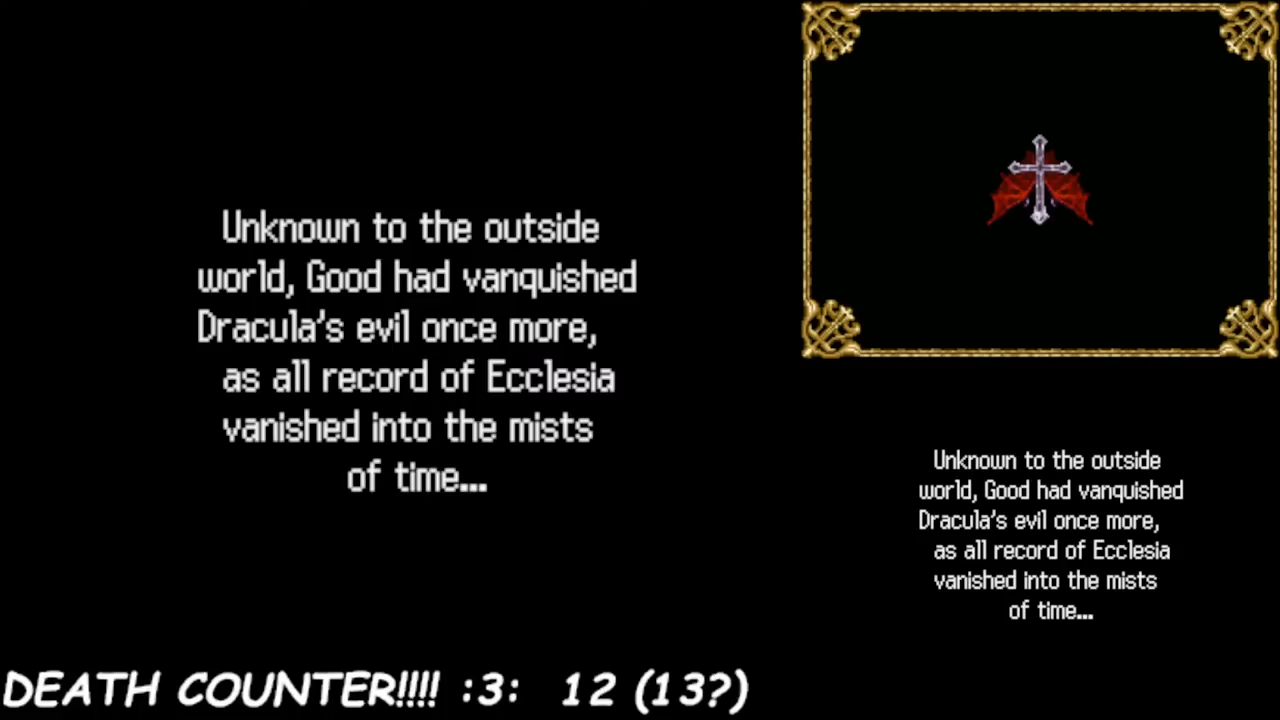 Unknown to the outside
world, Good had vanquished
Dracula's evil once more,
as all record of Ecclesia
vanished into the mists
of time...
Unknown to the outside
world, Good had vanquished
Dracula's evil once more,
as all record of Ecclesia
vanished into the mists
of time...
DEATH COUNTER!!!! :3: 12 (13?)